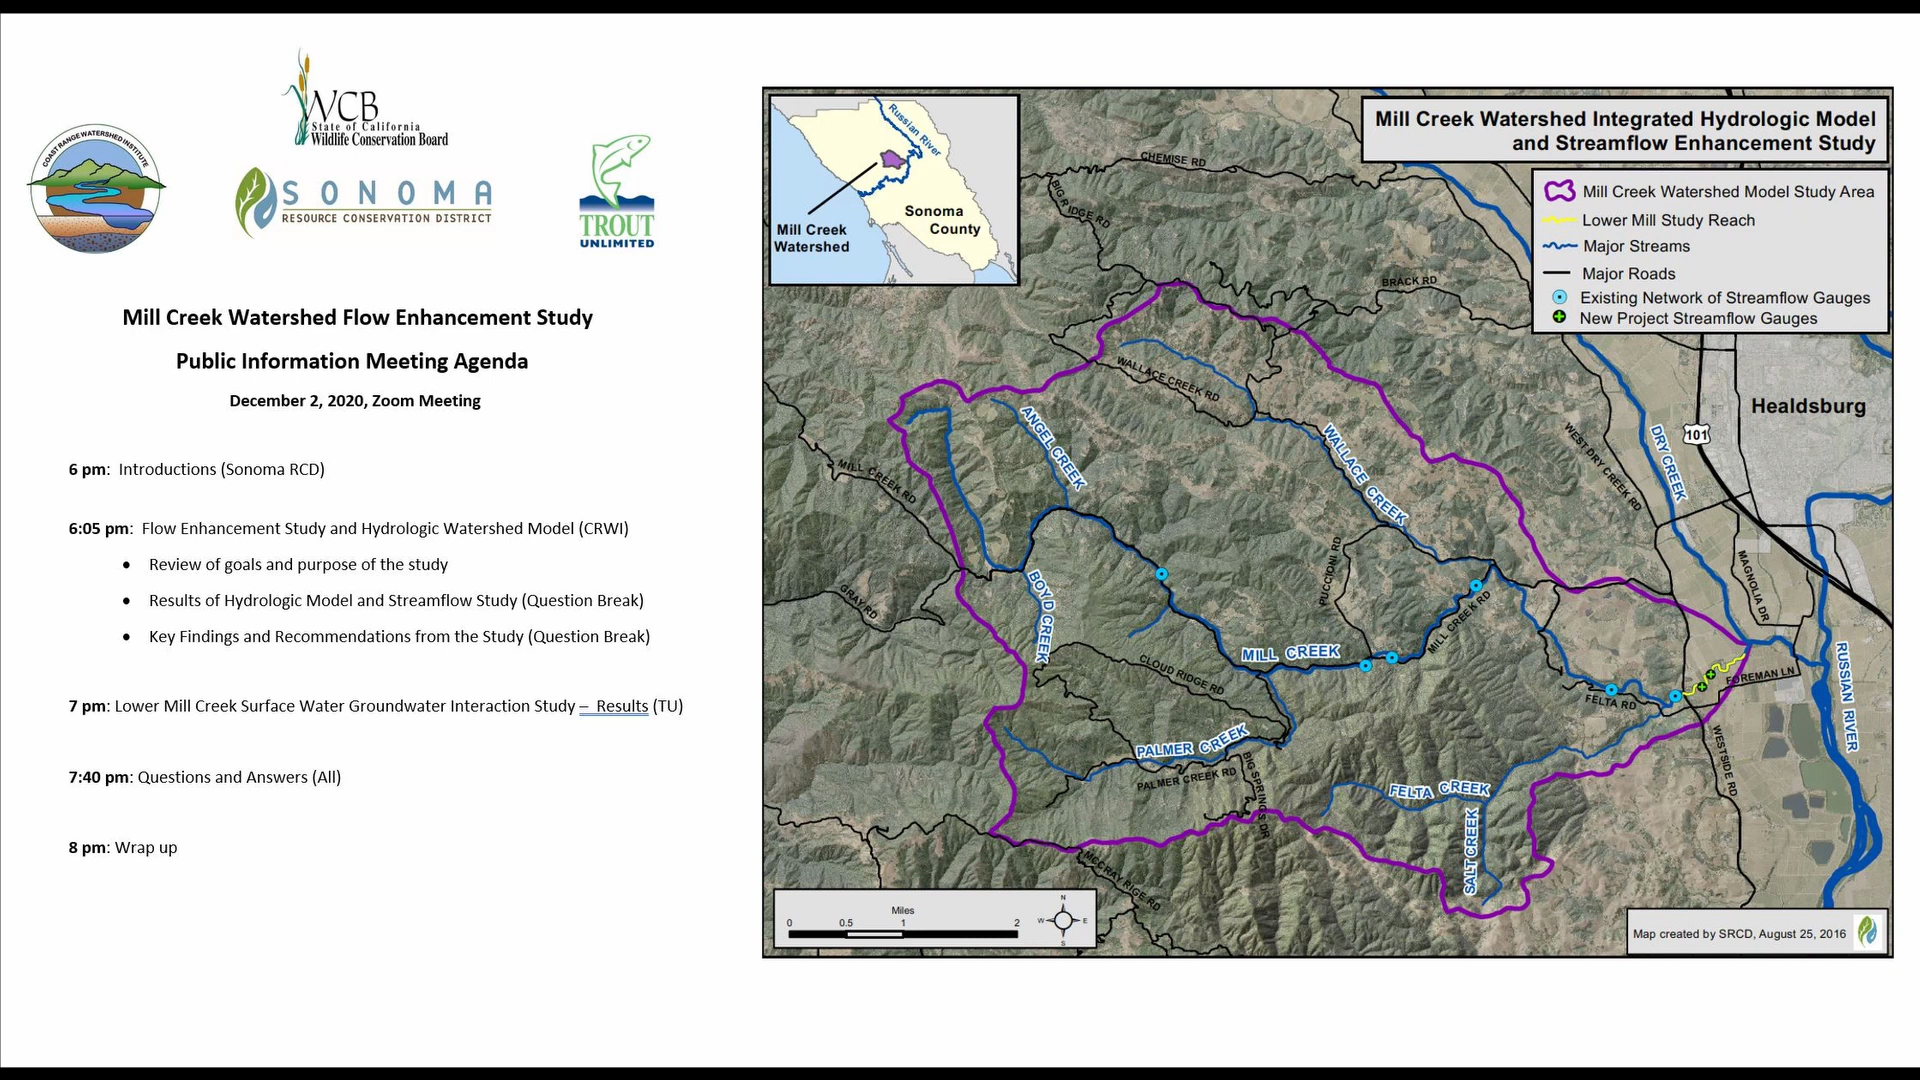 COAST RANGE WATERSHED INSTITUTE
WCB
State of California
Wildlife Conservation Board
SONOMA
RESOURCE CONSERVATION DISTRICT
TROUT
UNLIMITED
Mill Creek Watershed Flow Enhancement Study
Public Information Meeting Agenda
December 2, 2020, Zoom Meeting
6 pm: Introductions (Sonoma RCD)
6:05 pm: Flow Enhancement Study and Hydrologic Watershed Model (CRWI)
• Review of goals and purpose of the study
• Results of Hydrologic Model and Streamflow Study (Question Break)
• Key Findings and Recommendations from the Study (Question Break)
7 pm: Lower Mill Creek Surface Water Groundwater Interaction Study – Results (TU)
7:40 pm: Questions and Answers (All)
8 pm: Wrap up
Mill Creek Watershed Integrated Hydrologic Model
and Streamflow Enhancement Study
Mill Creek Watershed Model Study Area
Lower Mill Study Reach
Major Streams
Major Roads
Existing Network of Streamflow Gauges
New Project Streamflow Gauges
Russian River
Sonoma
County
Mill Creek
Watershed
CHEMISE RD
BIG RIDGE RD
BRACK RD
WALLACE CREEK RD
ANGEL CREEK
WALLACE CREEK
Healdsburg
101
DRY CREEK
WEST DRY CREEK RD
MILL CREEK RD
GRAY RD
BOYD CREEK
PUCCIONI RD
MILL CREEK RD
MAGNOLIA DR
MILL CREEK
CLOUD RIDGE RD
FOREMAN LN
FELTA RD
RUSSIAN RIVER
PALMER CREEK
PALMER CREEK RD
BIG SPRINGS DR
WESTSIDE RD
FELTA CREEK
SALT CREEK
MCCRAY RIGE RD
Miles
0 0.5 1 2
N
W E
S
Map created by SRCD, August 25, 2016